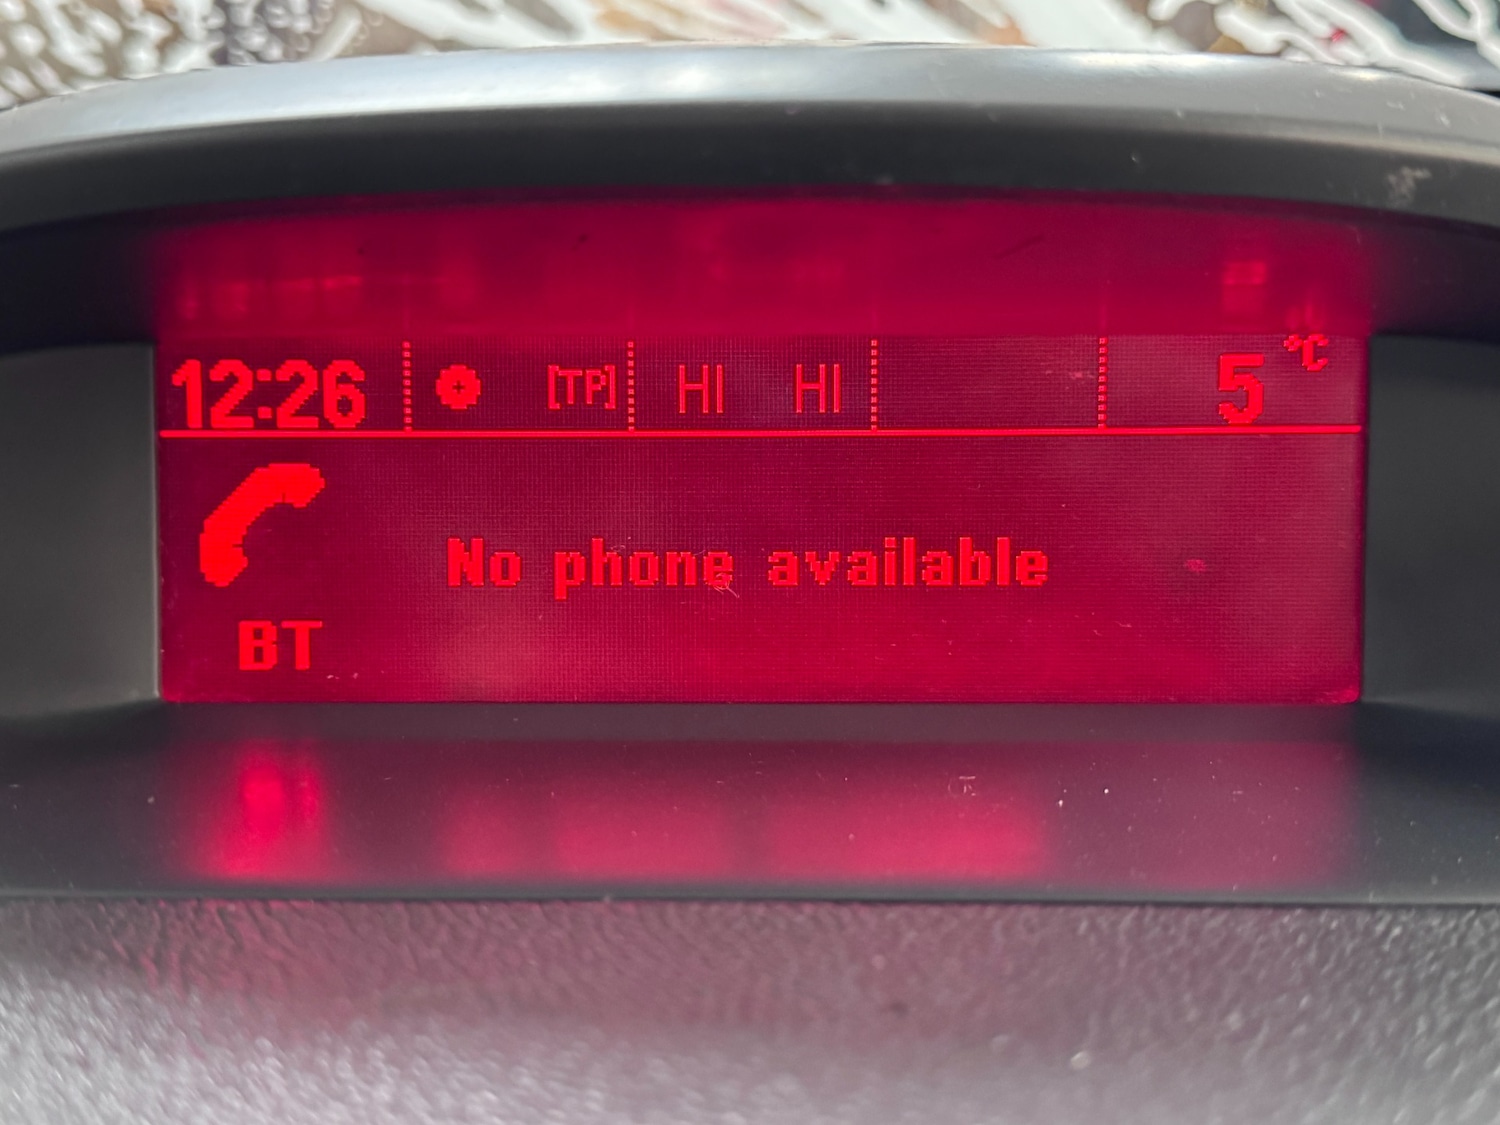 12:26 [TP] HI HI 5 °C
No phone available
BT